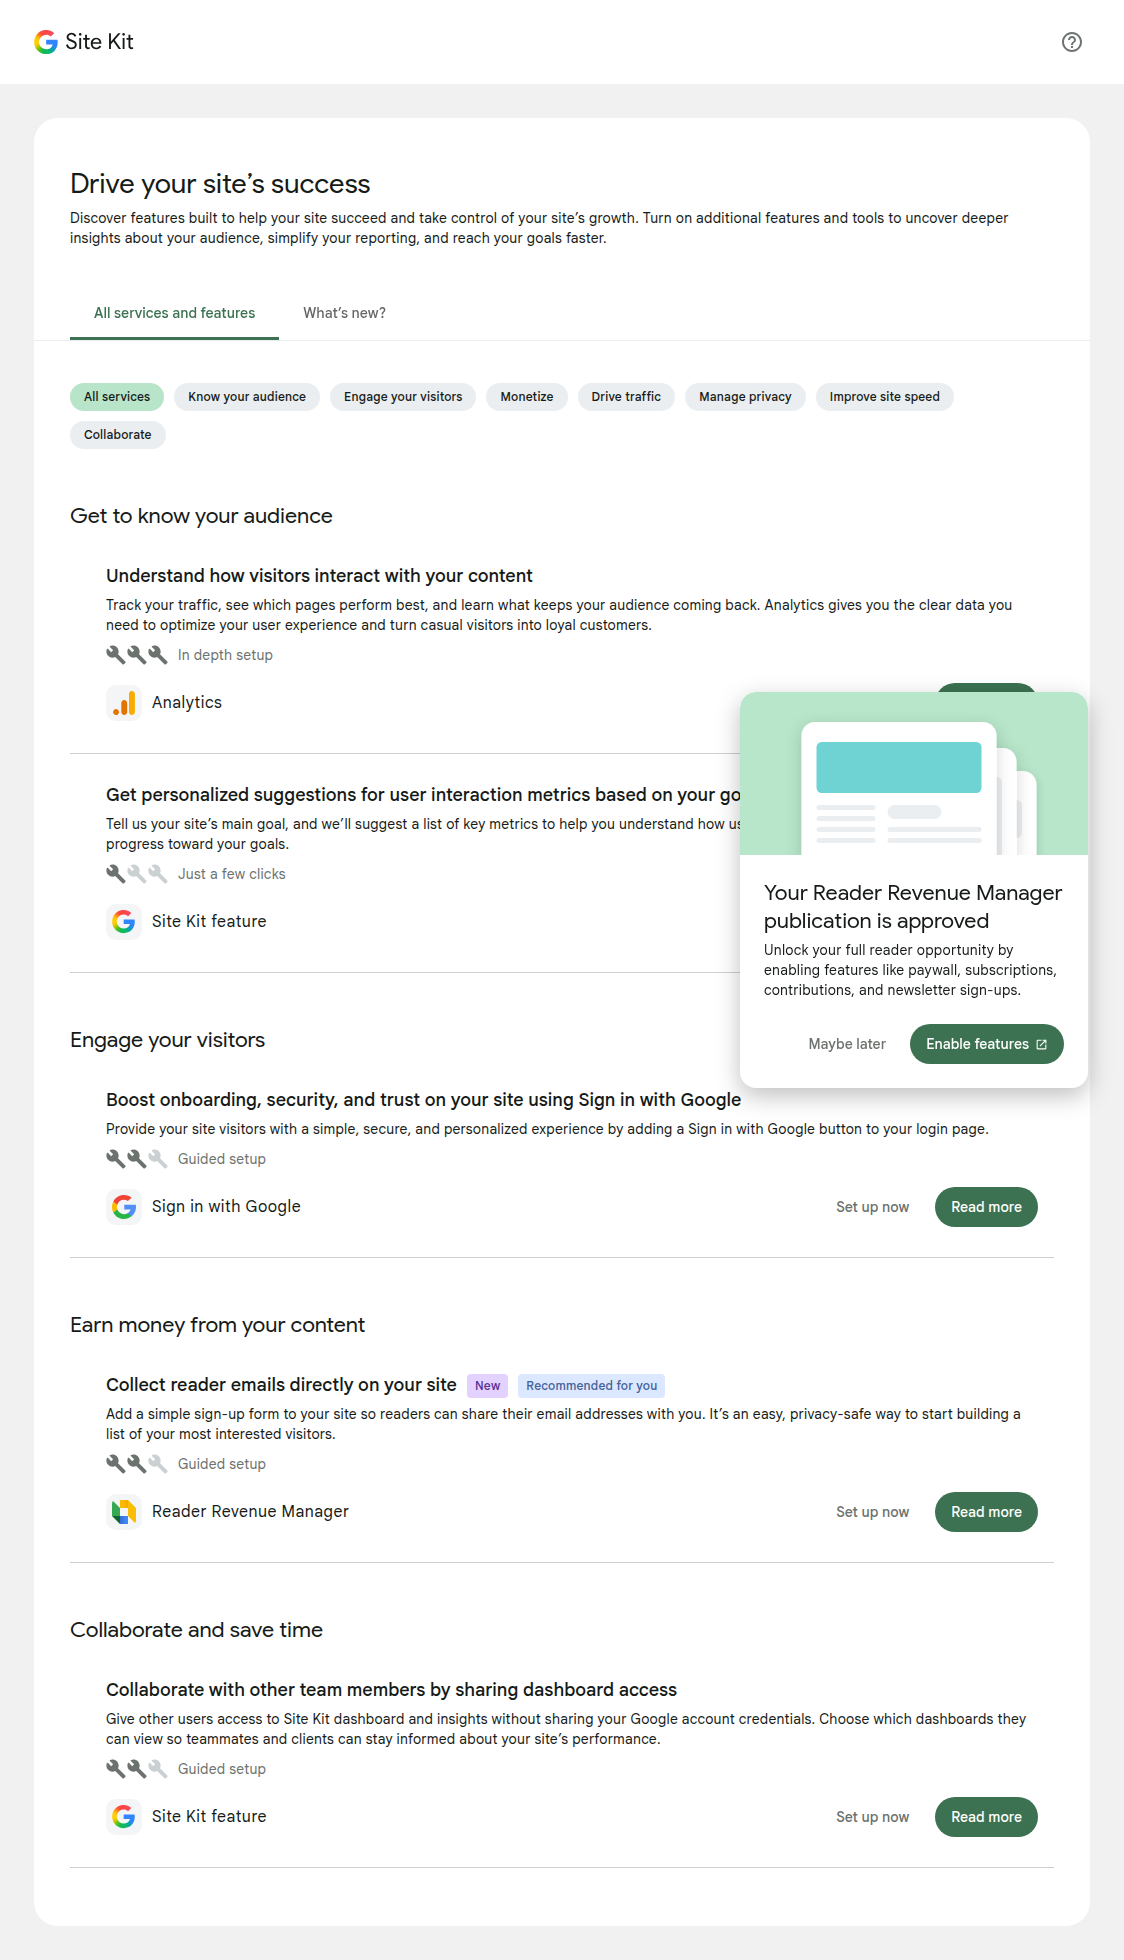 Site Kit
Drive your site’s success
Discover features built to help your site succeed and take control of your site’s growth. Turn on additional features and tools to uncover deeper
insights about your audience, simplify your reporting, and reach your goals faster.
All services and features
What’s new?
All services
Know your audience
Engage your visitors
Monetize
Drive traffic
Manage privacy
Improve site speed
Collaborate
Get to know your audience
Understand how visitors interact with your content
Track your traffic, see which pages perform best, and learn what keeps your audience coming back. Analytics gives you the clear data you
need to optimize your user experience and turn casual visitors into loyal customers.
In depth setup
Analytics
Get personalized suggestions for user interaction metrics based on your go
Tell us your site’s main goal, and we’ll suggest a list of key metrics to help you understand how us
progress toward your goals.
Just a few clicks
Site Kit feature
Your Reader Revenue Manager
publication is approved
Unlock your full reader opportunity by
enabling features like paywall, subscriptions,
contributions, and newsletter sign-ups.
Maybe later
Enable features
Engage your visitors
Boost onboarding, security, and trust on your site using Sign in with Google
Provide your site visitors with a simple, secure, and personalized experience by adding a Sign in with Google button to your login page.
Guided setup
Sign in with Google
Set up now
Read more
Earn money from your content
Collect reader emails directly on your site
New
Recommended for you
Add a simple sign-up form to your site so readers can share their email addresses with you. It’s an easy, privacy-safe way to start building a
list of your most interested visitors.
Guided setup
Reader Revenue Manager
Set up now
Read more
Collaborate and save time
Collaborate with other team members by sharing dashboard access
Give other users access to Site Kit dashboard and insights without sharing your Google account credentials. Choose which dashboards they
can view so teammates and clients can stay informed about your site’s performance.
Guided setup
Site Kit feature
Set up now
Read more